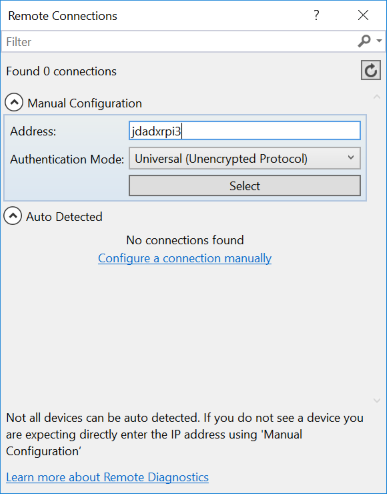 Remote Connections
Filter
Found 0 connections
Manual Configuration
Address: jdadxrpi3
Authentication Mode: Universal (Unencrypted Protocol)
Select
Auto Detected
No connections found
Configure a connection manually
Not all devices can be auto detected. If you do not see a device you
are expecting directly enter the IP address using 'Manual
Configuration'
Learn more about Remote Diagnostics